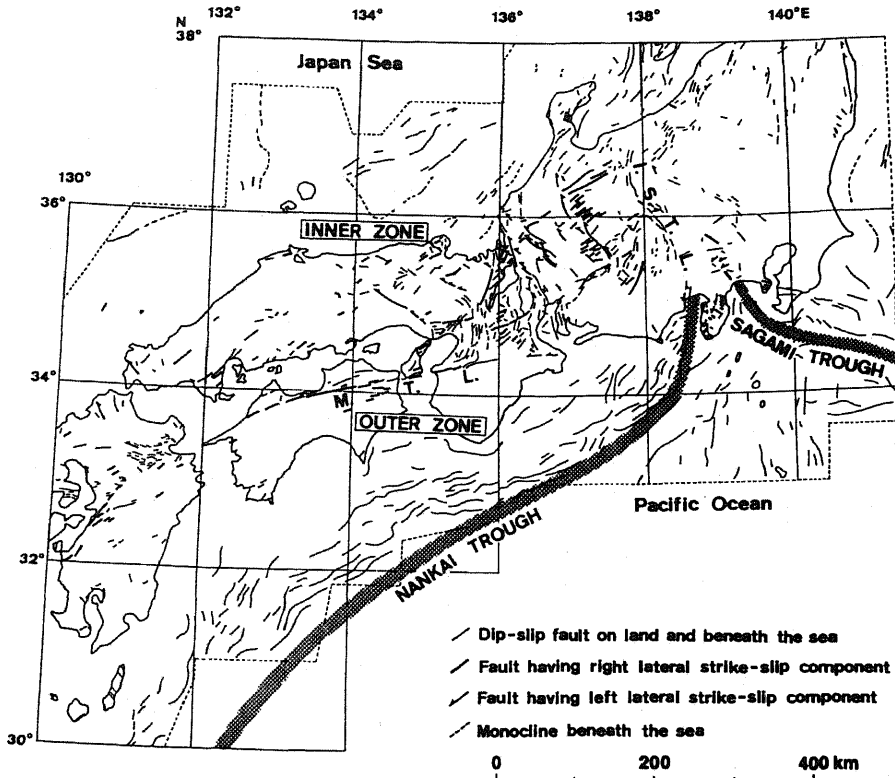 132° 134° 136° 138° 140°E
N
38°
Japan Sea
130°
36°
INNER ZONE
I. S. T. L.
SAGAMI TROUGH
34°
M. T. L.
OUTER ZONE
Pacific Ocean
NANKAI TROUGH
32°
Dip-slip fault on land and beneath the sea
Fault having right lateral strike-slip component
Fault having left lateral strike-slip component
Monocline beneath the sea
30°
0 200 400 km